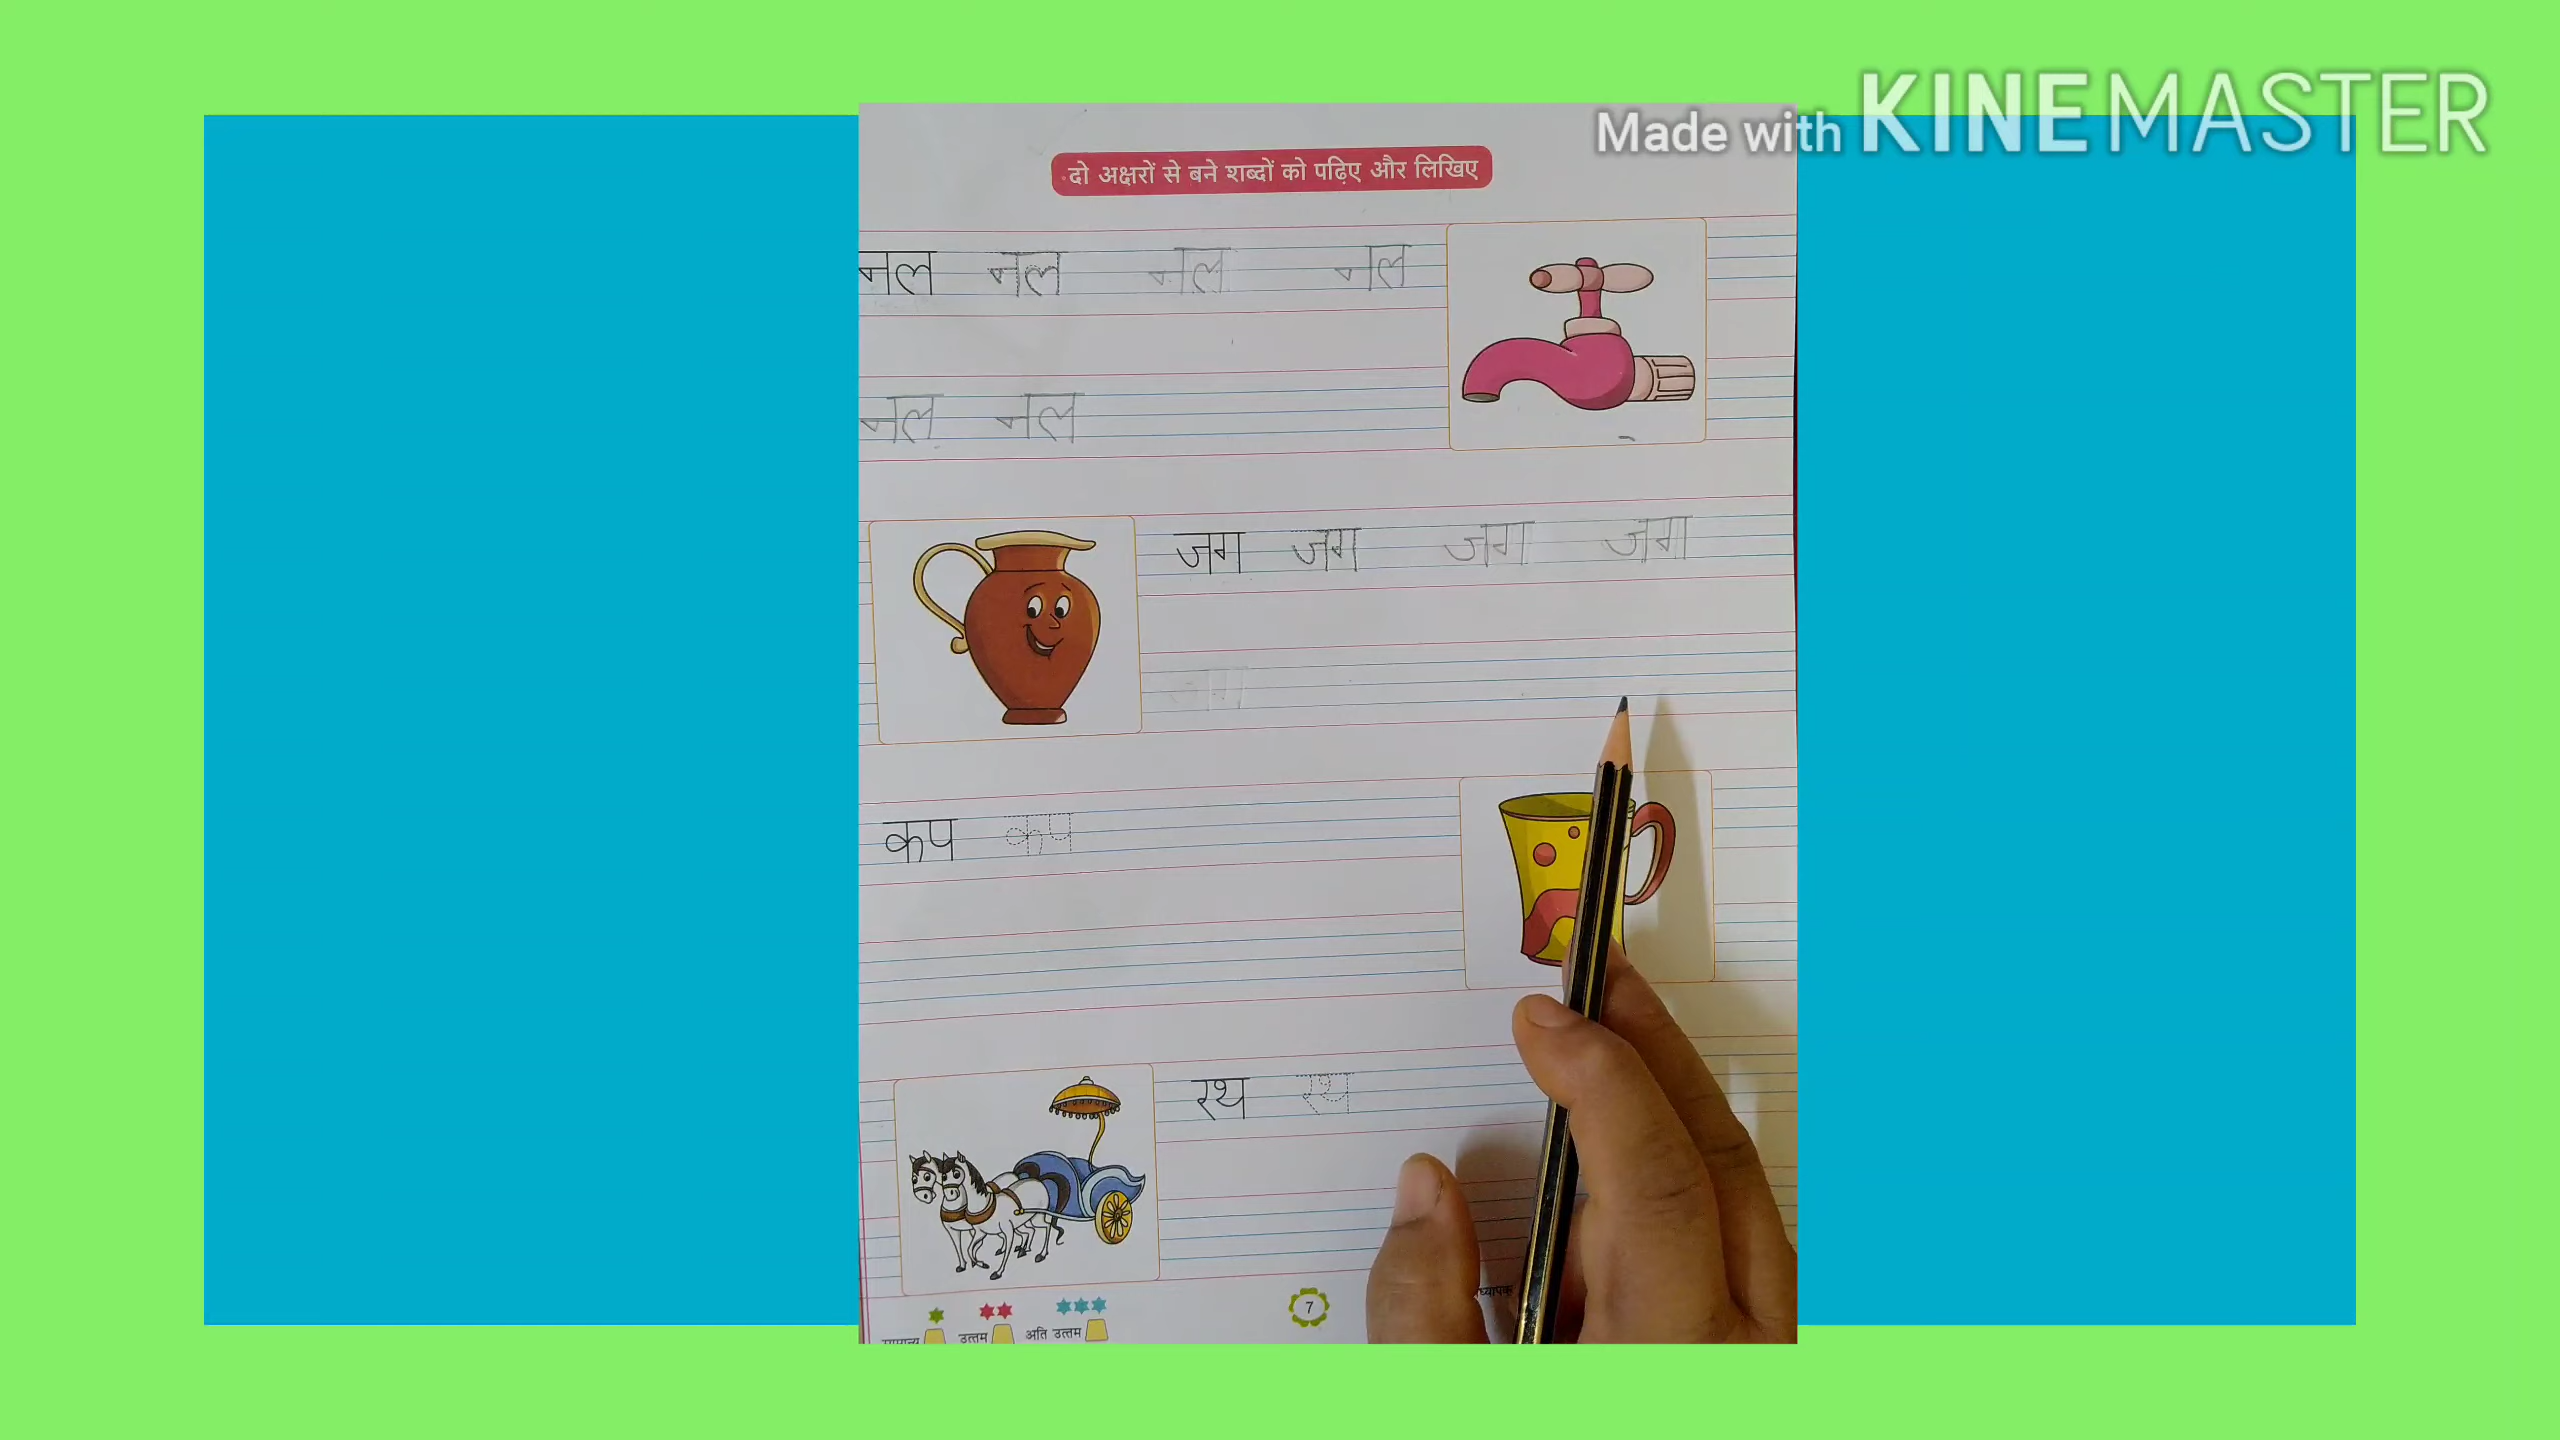 Made with KINEMASTER
दो अक्षरों से बने शब्दों को पढ़िए और लिखिए
नल नल नल नल
नल नल
जग जग जग जग
कप कप
रथ रथ
7
उत्तम अति उत्तम